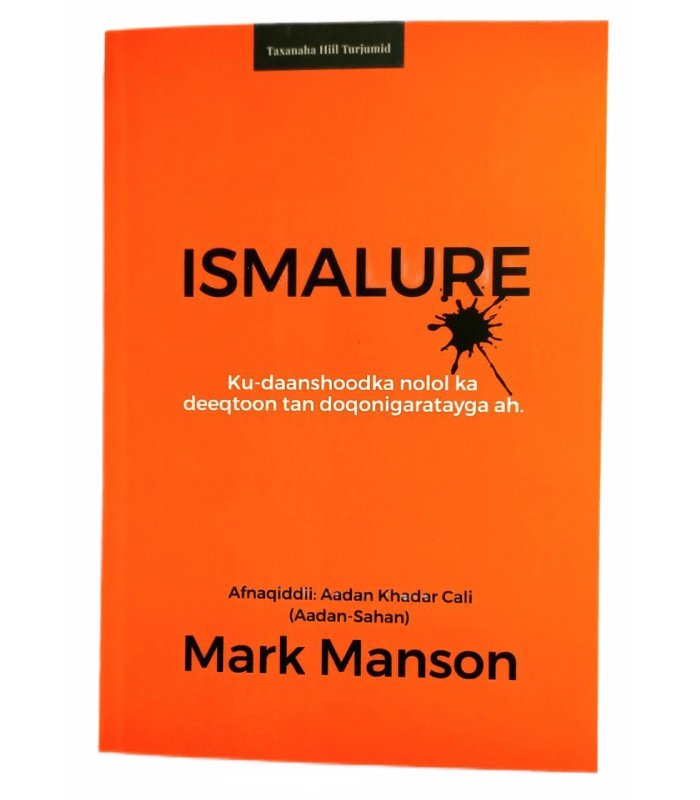 Taxanaha Hiil Turjumid
ISMALURE
Ku-daanshoodka nolol ka
deeqtoon tan doqonigaratayga ah.
Afnaqiddii: Aadan Khadar Cali
(Aadan-Sahan)
Mark Manson